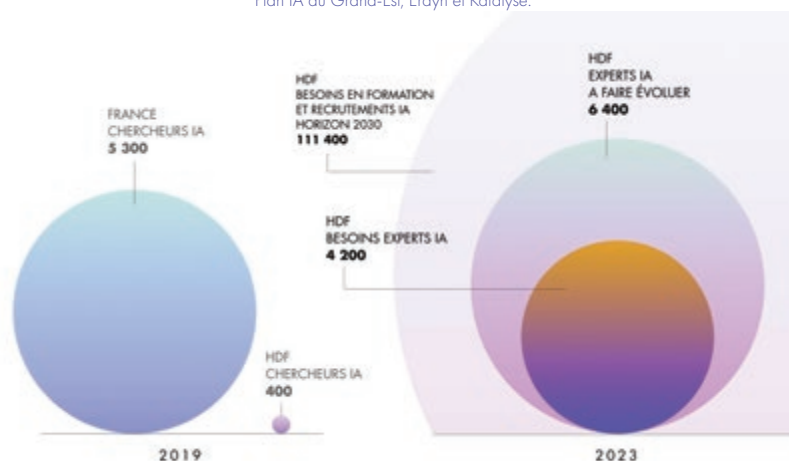 Plan IA du Grand-Est, Efayn et Katalyse.
FRANCE
CHERCHEURS IA
5 300
HDF
CHERCHEURS IA
400
2019
HDF
BESOINS EN FORMATION
ET RECRUTEMENTS IA
HORIZON 2030
111 400
HDF
BESOINS EXPERTS IA
4 200
HDF
EXPERTS IA
A FAIRE ÉVOLUER
6 400
2023